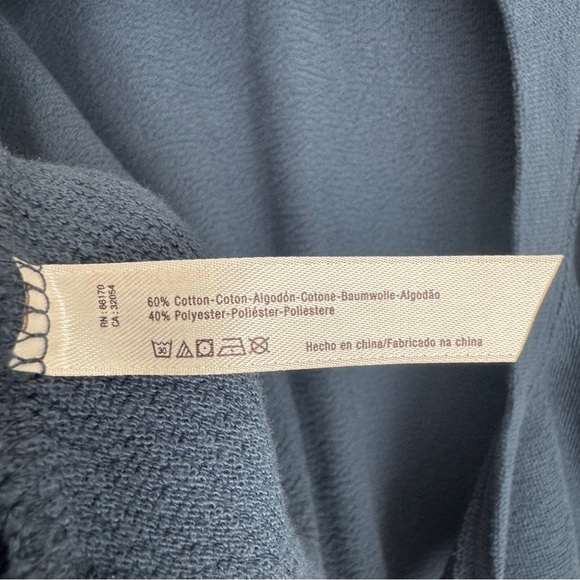 RN : 66170
CA : 32054
60% Cotton-Coton-Algodón-Cotone-Baumwolle-Algodão
40% Polyester-Poliéster-Poliestere
30
Hecho en china/Fabricado na china